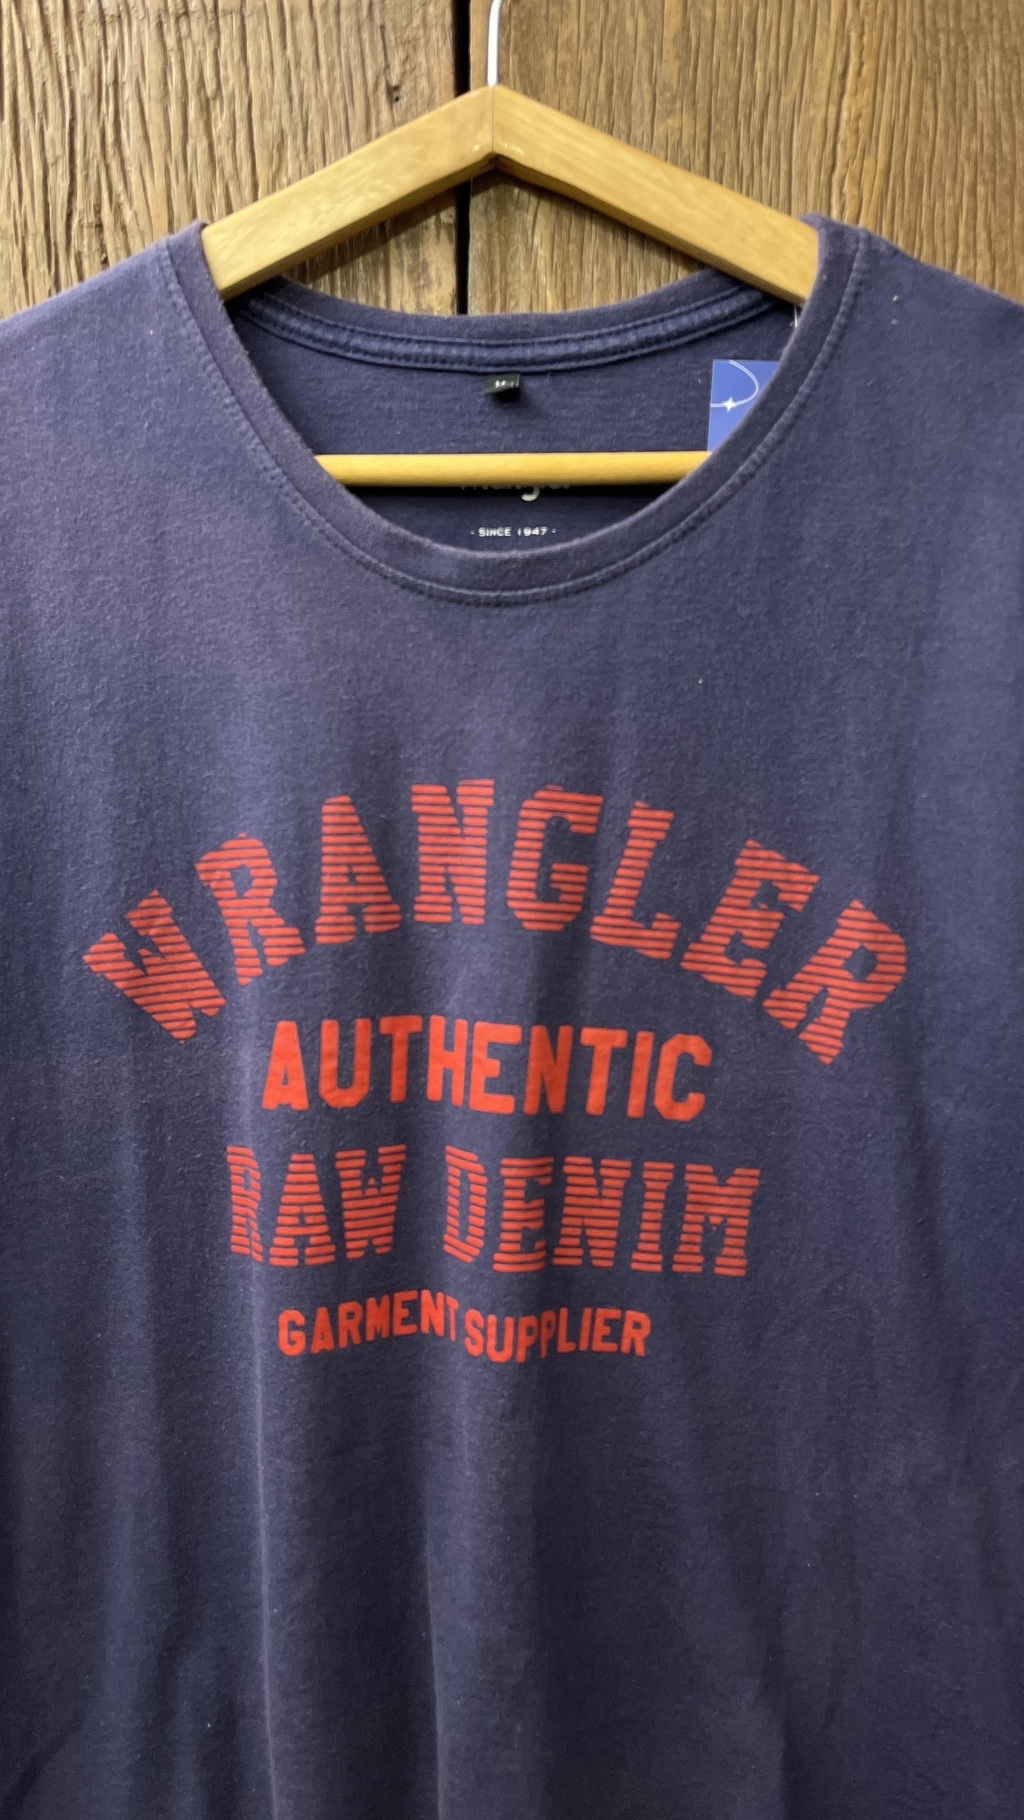 M
· SINCE 1947 ·
WRANGLER
AUTHENTIC
RAW DENIM
GARMENT SUPPLIER